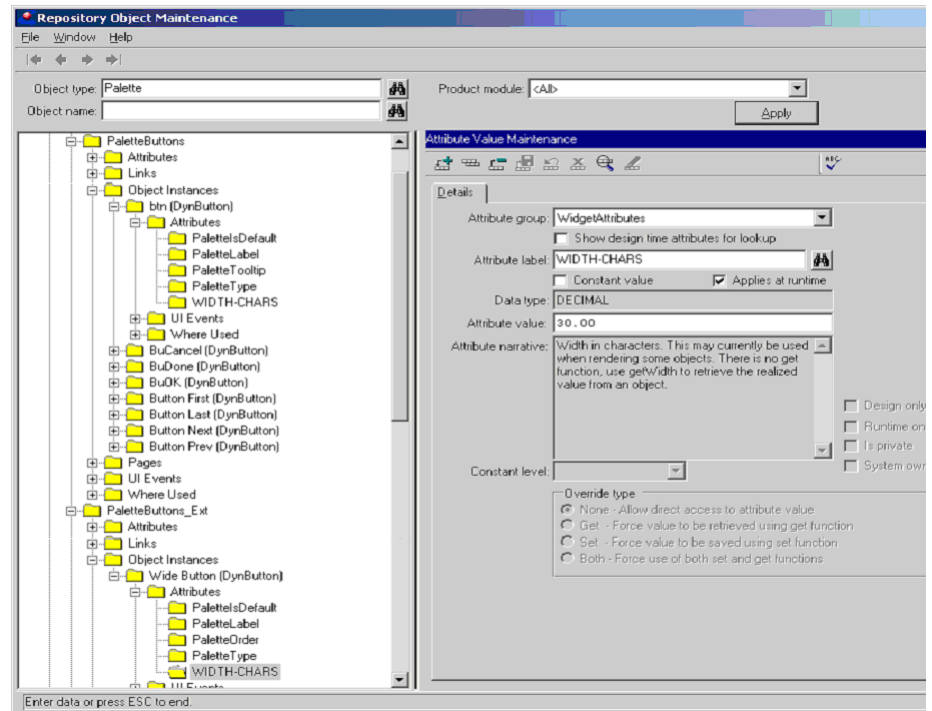 Repository Object Maintenance
File Window Help
Object type: Palette
Product module: <All>
Object name:
Apply
PaletteButtons
Attributes
Links
Object Instances
btn (DynButton)
Attributes
PaletteIsDefault
PaletteLabel
PaletteTooltip
PaletteType
WIDTH-CHARS
UI Events
Where Used
BuCancel (DynButton)
BuDone (DynButton)
BuOK (DynButton)
Button First (DynButton)
Button Last (DynButton)
Button Next (DynButton)
Button Prev (DynButton)
Pages
UI Events
Where Used
PaletteButtons_Ext
Attributes
Links
Object Instances
Wide Button (DynButton)
Attributes
PaletteIsDefault
PaletteLabel
PaletteOrder
PaletteType
WIDTH-CHARS
UI Events
Attribute Value Maintenance
ABC
Details
Attribute group: WidgetAttributes
Show design time attributes for lookup
Attribute label: WIDTH-CHARS
Constant value Applies at runtime
Data type: DECIMAL
Attribute value: 30.00
Attribute narrative: Width in characters. This may currently be used
when rendering some objects. There is no get
function, use getWidth to retrieve the realized
value from an object.
Design only
Runtime on
Is private
System own
Constant level:
Override type
None - Allow direct access to attribute value
Get - Force value to be retrieved using get function
Set - Force value to be saved using set function
Both - Force use of both set and get functions
Enter data or press ESC to end.